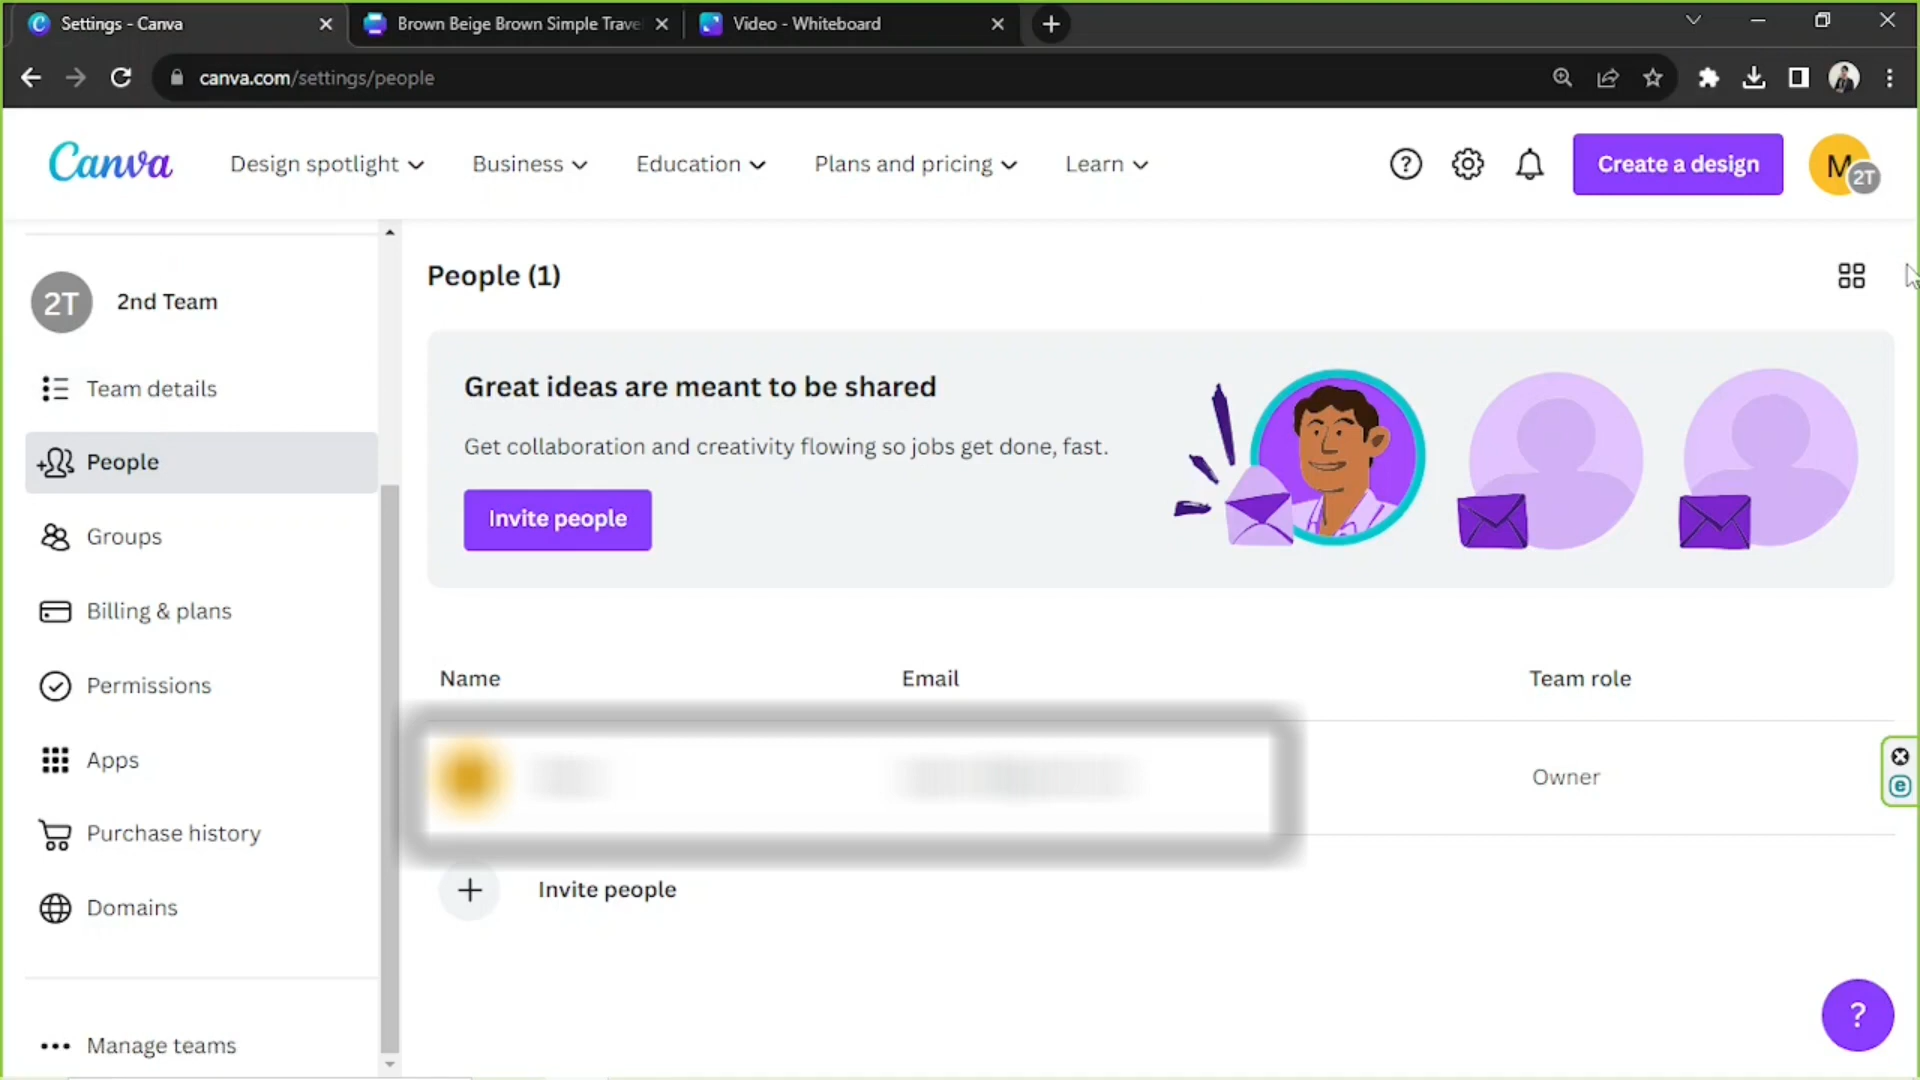 Settings - Canva
Brown Beige Brown Simple Trave
Video - Whiteboard
canva.com/settings/people
Canva
Design spotlight
Business
Education
Plans and pricing
Learn
?
Create a design
M
2T
2T
2nd Team
Team details
People
Groups
Billing & plans
Permissions
Apps
Purchase history
Domains
Manage teams
People (1)
Great ideas are meant to be shared
Get collaboration and creativity flowing so jobs get done, fast.
Invite people
Name
Email
Team role
Owner
Invite people
?